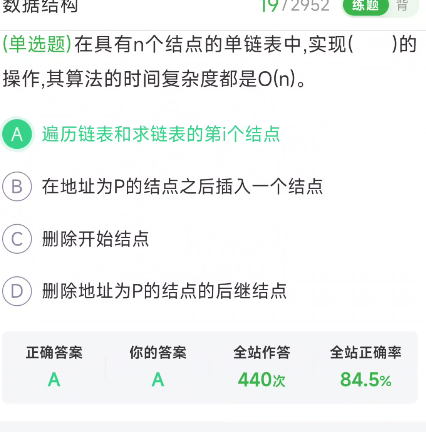 数据结构 19/2952 练题 背
(单选题)在具有n个结点的单链表中,实现( )的
操作,其算法的时间复杂度都是O(n)。
A 遍历链表和求链表的第i个结点
B 在地址为P的结点之后插入一个结点
C 删除开始结点
D 删除地址为P的结点的后继结点
正确答案 你的答案 全站作答 全站正确率
A A 440次 84.5%